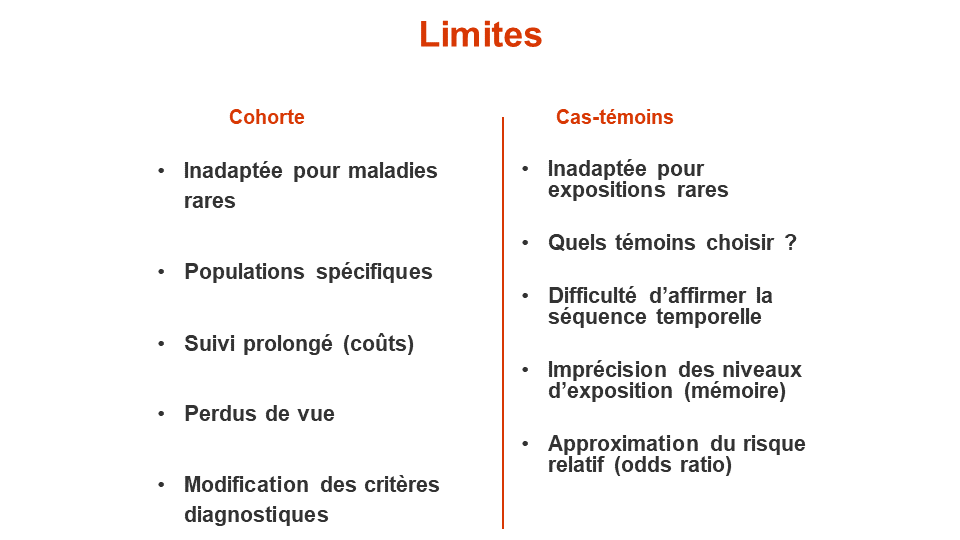 Limites
Cohorte
• Inadaptée pour maladies
rares
• Populations spécifiques
• Suivi prolongé (coûts)
• Perdus de vue
• Modification des critères
diagnostiques
Cas-témoins
• Inadaptée pour
expositions rares
• Quels témoins choisir ?
• Difficulté d’affirmer la
séquence temporelle
• Imprécision des niveaux
d’exposition (mémoire)
• Approximation du risque
relatif (odds ratio)